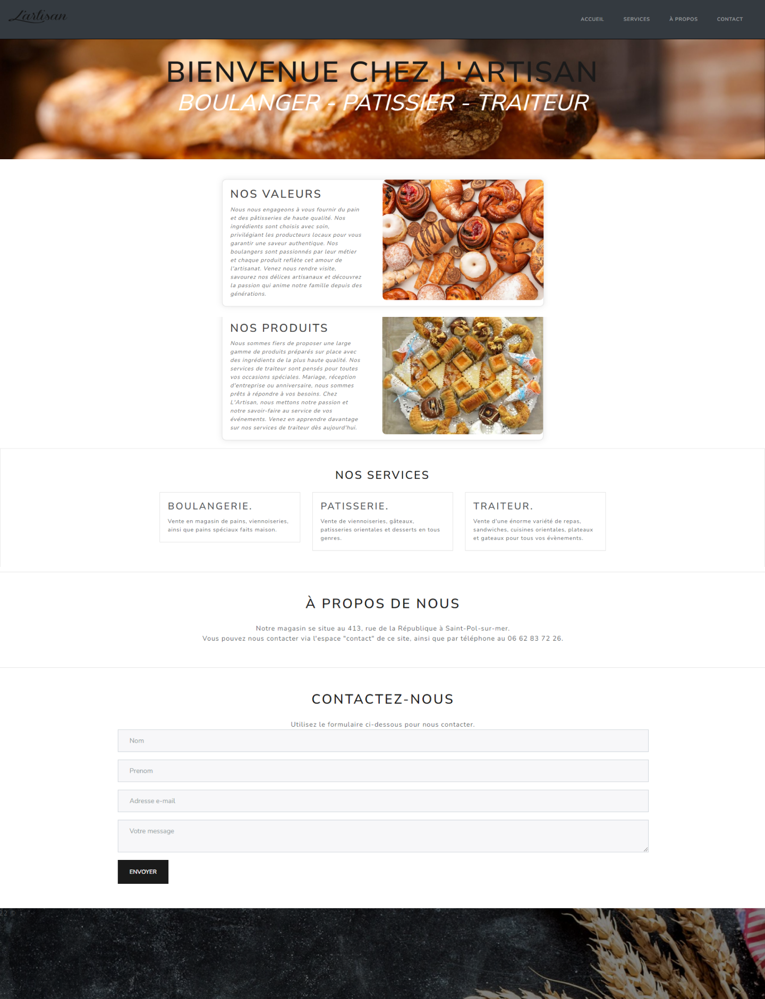 L'artisan
ACCUEIL SERVICES À PROPOS CONTACT
BIENVENUE CHEZ L'ARTISAN
BOULANGER - PATISSIER - TRAITEUR
NOS VALEURS
Nous nous engageons à vous fournir du pain
et des pâtisseries de haute qualité. Nos
ingrédients sont choisis avec soin,
privilégiant les producteurs locaux pour vous
garantir une saveur authentique. Nos
boulangers sont passionnés par leur métier
et chaque produit reflète cet amour de
l'artisanat. Venez nous rendre visite,
savourez nos délices artisanaux et découvrez
la passion qui anime notre famille depuis des
générations.
NOS PRODUITS
Nous sommes fiers de proposer une large
gamme de produits préparés sur place avec
des ingrédients de la plus haute qualité. Nos
services de traiteur sont pensés pour toutes
vos occasions spéciales. Mariage, réception
d'entreprise ou anniversaire, nous sommes
prêts à répondre à vos besoins. Chez
L'Artisan, nous mettons notre passion et
notre savoir-faire au service de vos
événements. Venez en apprendre davantage
sur nos services de traiteur dès aujourd'hui.
NOS SERVICES
BOULANGERIE.
Vente en magasin de pains, viennoiseries,
ainsi que pains spéciaux faits maison.
PATISSERIE.
Vente de viennoiseries, gâteaux,
patisseries orientales et desserts en tous
genres.
TRAITEUR.
Vente d'une énorme variété de repas,
sandwiches, cuisines orientales, plateaux
et gateaux pour tous vos évènements.
À PROPOS DE NOUS
Notre magasin se situe au 413, rue de la République à Saint-Pol-sur-mer.
Vous pouvez nous contacter via l'espace "contact" de ce site, ainsi que par téléphone au 06 62 83 72 26.
CONTACTEZ-NOUS
Utilisez le formulaire ci-dessous pour nous contacter.
Nom
Prenom
Adresse e-mail
Votre message
ENVOYER
22